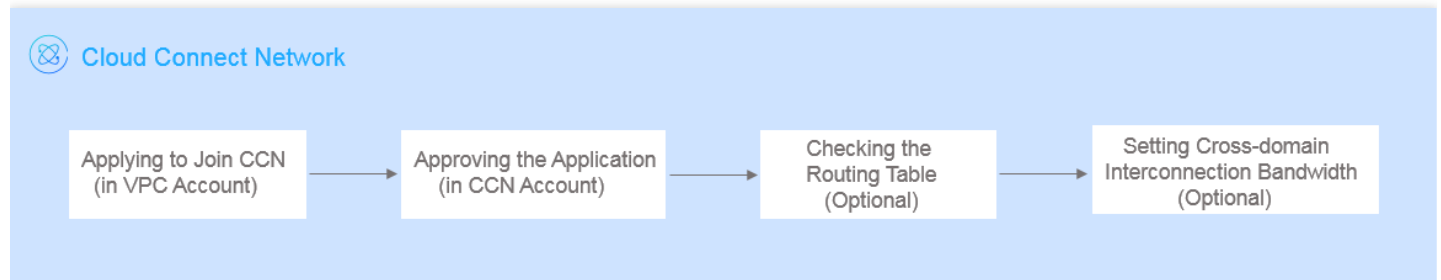 Cloud Connect Network
Applying to Join CCN
(in VPC Account)
Approving the Application
(in CCN Account)
Checking the
Routing Table
(Optional)
Setting Cross-domain
Interconnection Bandwidth
(Optional)